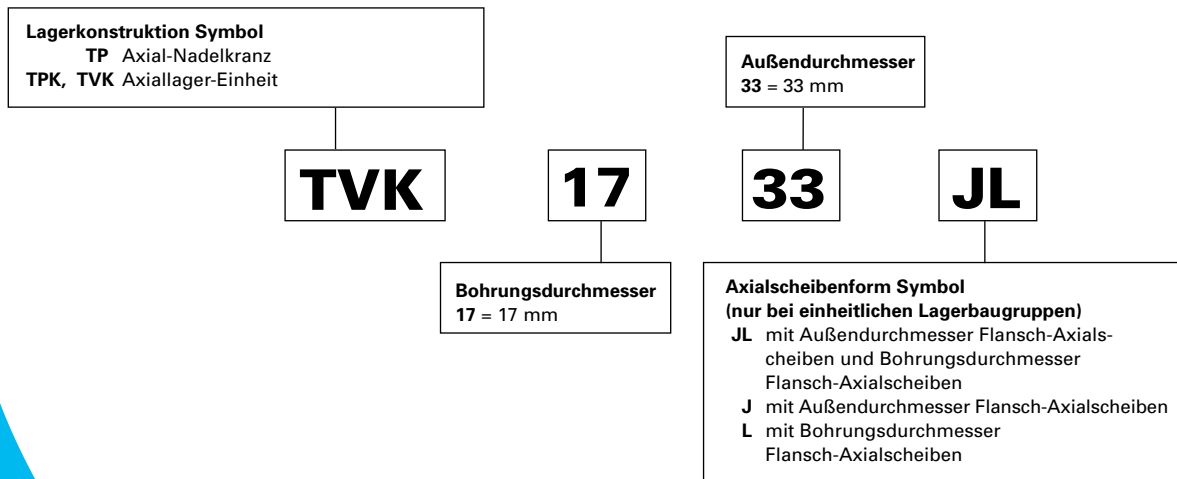 Lagerkonstruktion Symbol
TP Axial-Nadelkranz
TPK, TVK Axiallager-Einheit
Außendurchmesser
33 = 33 mm
TVK 17 33 JL
Bohrungsdurchmesser
17 = 17 mm
Axialscheibenform Symbol
(nur bei einheitlichen Lagerbaugruppen)
JL mit Außendurchmesser Flansch-Axials-
cheiben und Bohrungsdurchmesser
Flansch-Axialscheiben
J mit Außendurchmesser Flansch-Axialscheiben
L mit Bohrungsdurchmesser
Flansch-Axialscheiben